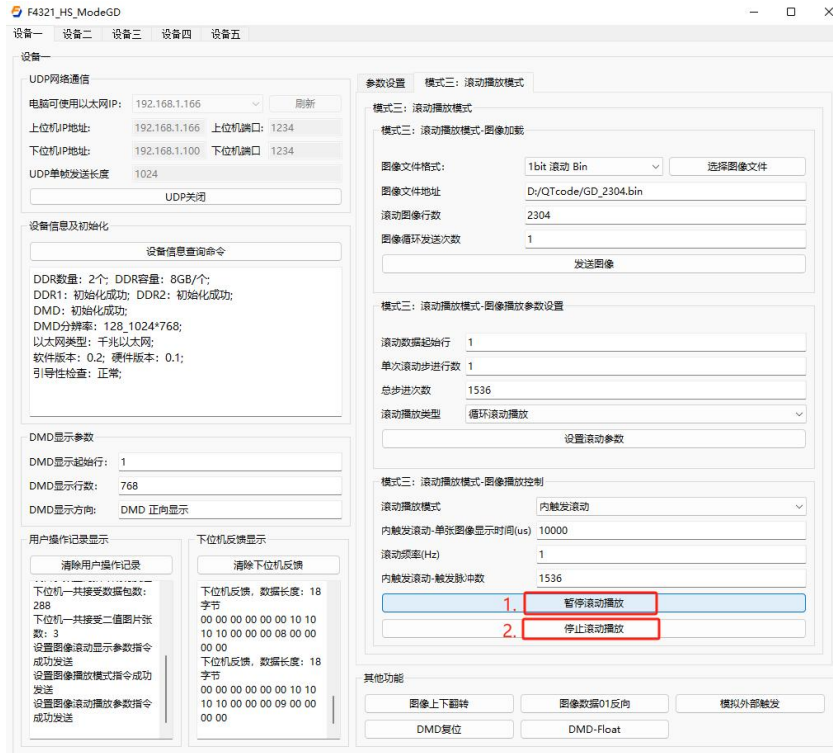 F4321_HS_ModeGD
设备一 设备二 设备三 设备四 设备五
设备一
UDP网络通信
电脑可使用以太网IP: 192.168.1.166 刷新
上位机IP地址: 192.168.1.166 上位机端口: 1234
下位机IP地址: 192.168.1.100 下位机端口 1234
UDP单帧发送长度 1024
UDP关闭
设备信息及初始化
设备信息查询命令
DDR数量: 2个; DDR容量: 8GB/个;
DDR1: 初始化成功; DDR2: 初始化成功;
DMD: 初始化成功;
DMD分辨率: 128_1024*768;
以太网类型: 千兆以太网;
软件版本: 0.2; 硬件版本: 0.1;
引导性检查: 正常;
DMD显示参数
DMD显示起始行: 1
DMD显示行数: 768
DMD显示方向: DMD 正向显示
用户操作记录显示
清除用户操作记录
下位机一共接受数据包数:
288
下位机一共接受二值图片张
数: 3
设置图像滚动显示参数指令
成功发送
设置图像播放模式指令成功
发送
设置图像滚动播放参数指令
成功发送
下位机反馈显示
清除下位机反馈
下位机反馈, 数据长度: 18
字节
00 00 00 00 00 00 10 10
10 10 00 00 00 08 00 00
00 00
下位机反馈, 数据长度: 18
字节
00 00 00 00 00 00 10 10
10 10 00 00 00 09 00 00
00 00
参数设置 模式三: 滚动播放模式
模式三: 滚动播放模式
模式三: 滚动播放模式-图像加载
图像文件格式: 1bit 滚动 Bin 选择图像文件
图像文件地址 D:/QTcode/GD_2304.bin
滚动图像行数 2304
图像循环发送次数 1
发送图像
模式三: 滚动播放模式-图像播放参数设置
滚动数据起始行 1
单次滚动步进行数 1
总步进次数 1536
滚动播放类型 循环滚动播放
设置滚动参数
模式三: 滚动播放模式-图像播放控制
滚动播放模式 内触发滚动
内触发滚动-单张图像显示时间(us) 10000
滚动频率(Hz) 1
内触发滚动-触发脉冲数 1536
1. 暂停滚动播放
2. 停止滚动播放
其他功能
图像上下翻转 图像数据01反向 模拟外部触发
DMD复位 DMD-Float